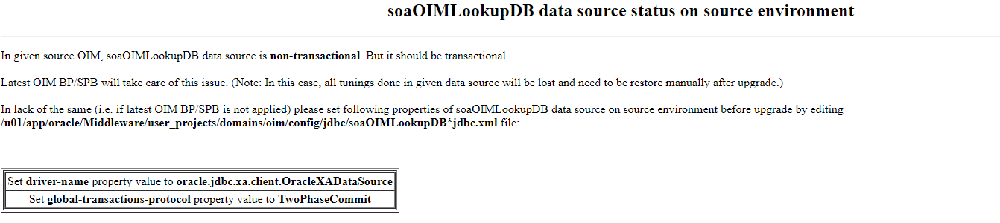 soaOIMLookupDB data source status on source environment
In given source OIM, soaOIMLookupDB data source is non-transactional. But it should be transactional.
Latest OIM BP/SPB will take care of this issue. (Note: In this case, all tunings done in given data source will be lost and need to be restore manually after upgrade.)
In lack of the same (i.e. if latest OIM BP/SPB is not applied) please set following properties of soaOIMLookupDB data source on source environment before upgrade by editing
/u01/app/oracle/Middleware/user_projects/domains/oim/config/jdbc/soaOIMLookupDB*jdbc.xml file:
Set driver-name property value to oracle.jdbc.xa.client.OracleXADataSource
Set global-transactions-protocol property value to TwoPhaseCommit